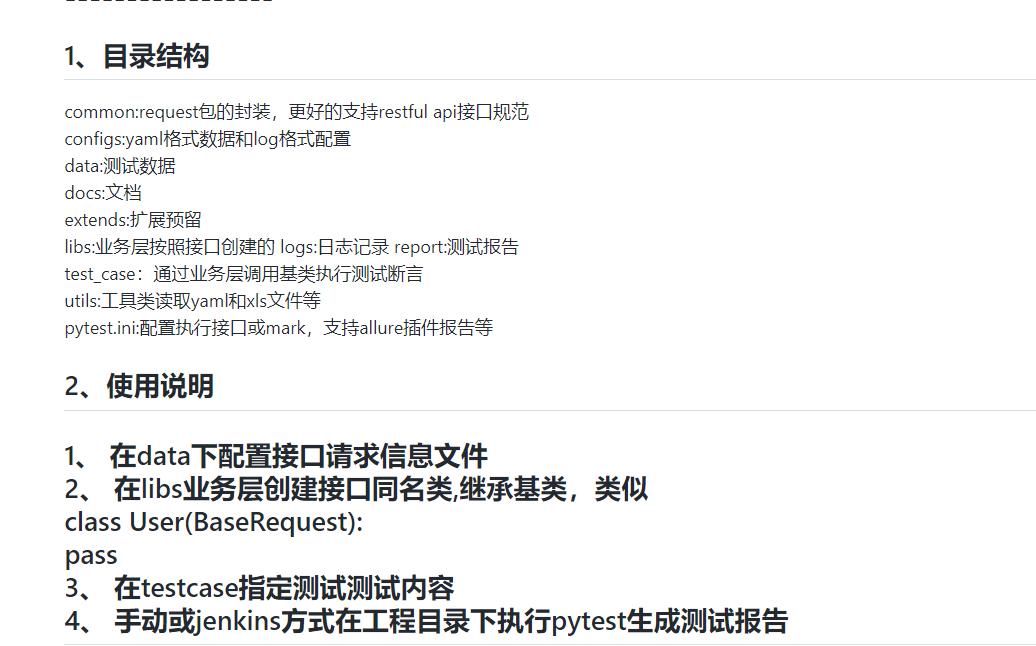 1、目录结构
common:request包的封装，更好的支持restful api接口规范
configs:yaml格式数据和log格式配置
data:测试数据
docs:文档
extends:扩展预留
libs:业务层按照接口创建的 logs:日志记录 report:测试报告
test_case：通过业务层调用基类执行测试断言
utils:工具类读取yaml和xls文件等
pytest.ini:配置执行接口或mark，支持allure插件报告等
2、使用说明
1、 在data下配置接口请求信息文件
2、 在libs业务层创建接口同名类,继承基类，类似
class User(BaseRequest):
pass
3、 在testcase指定测试测试内容
4、 手动或jenkins方式在工程目录下执行pytest生成测试报告